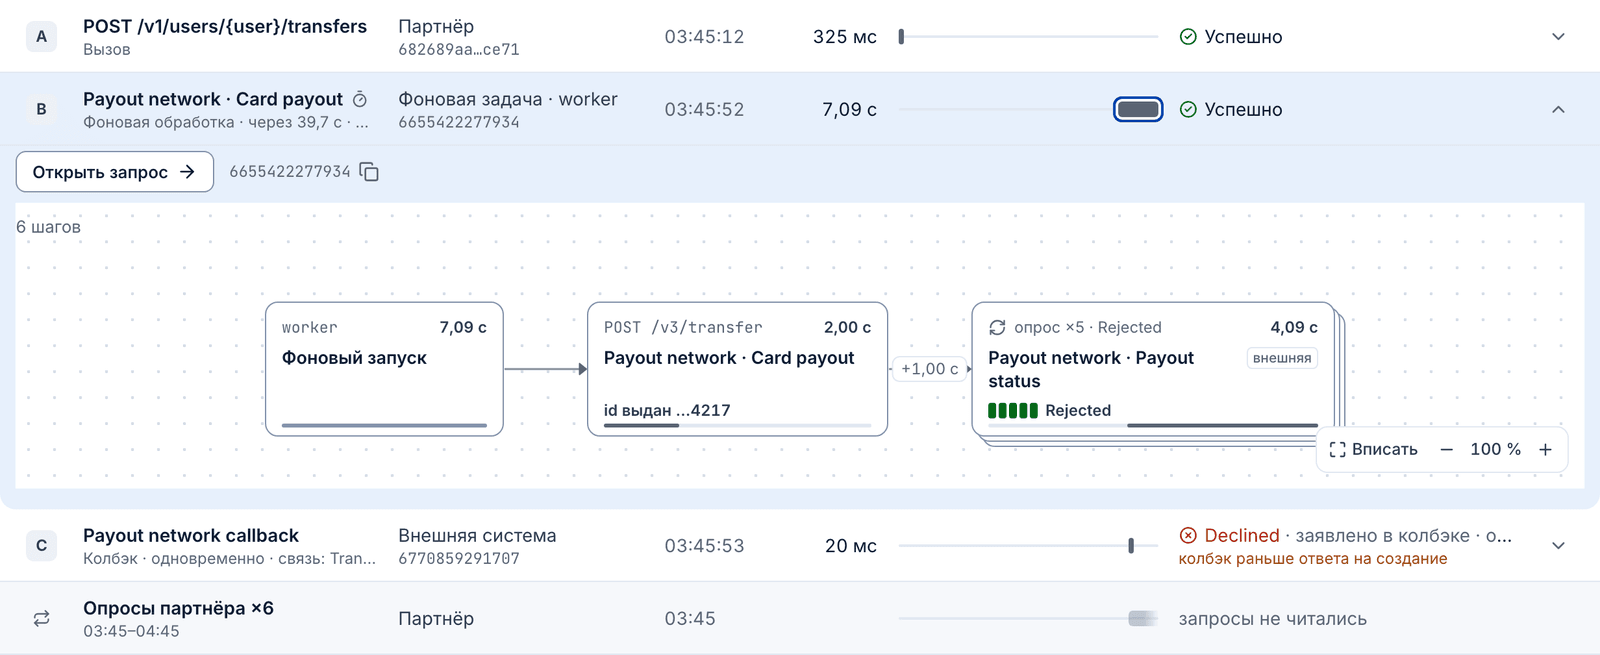 A POST /v1/users/{user}/transfers Партнёр 03:45:12 325 мс Успешно
Вызов 682689aa…ce71
B Payout network · Card payout Фоновая задача · worker 03:45:52 7,09 с Успешно
Фоновая обработка · через 39,7 с · … 6655422277934
Открыть запрос → 6655422277934
6 шагов
worker 7,09 с
Фоновый запуск
POST /v3/transfer 2,00 с
Payout network · Card payout
id выдан …4217
+1,00 с
опрос ×5 · Rejected 4,09 с
Payout network · Payout внешняя
status
Rejected
Вписать − 100 % +
C Payout network callback Внешняя система 03:45:53 20 мс Declined · заявлено в колбэке · о…
Колбэк · одновременно · связь: Tran… 6770859291707 колбэк раньше ответа на создание
Опросы партнёра ×6 Партнёр 03:45 запросы не читались
03:45–04:45